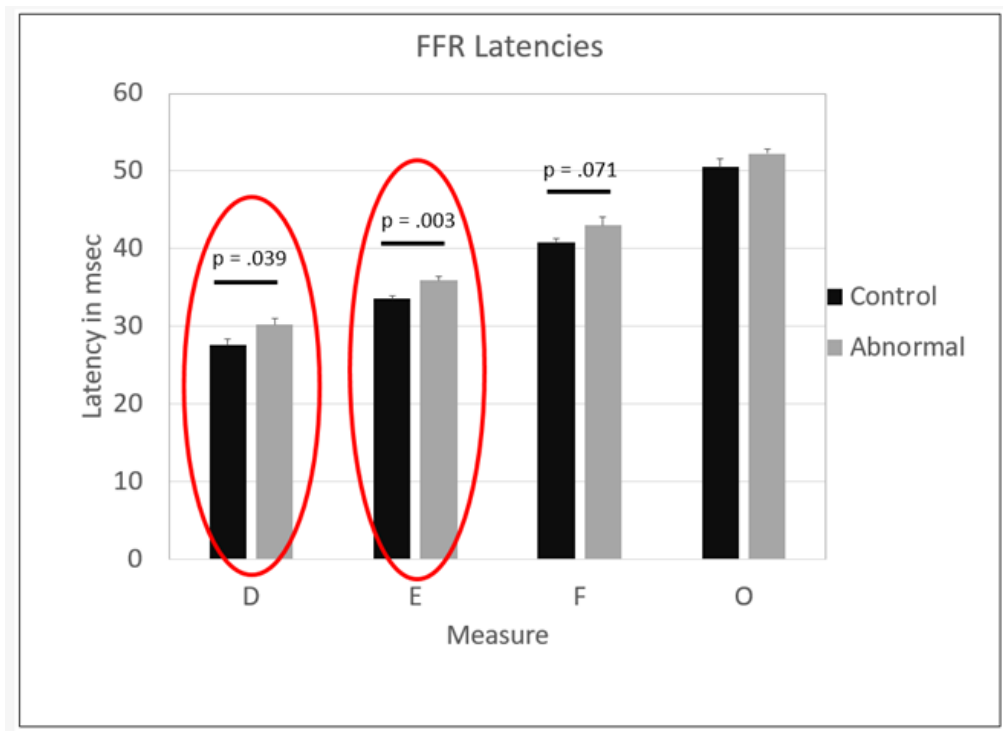 FFR Latencies
60
50
40
30
20
10
0
Latency in msec
p = .039
p = .003
p = .071
Control
Abnormal
D
E
F
O
Measure